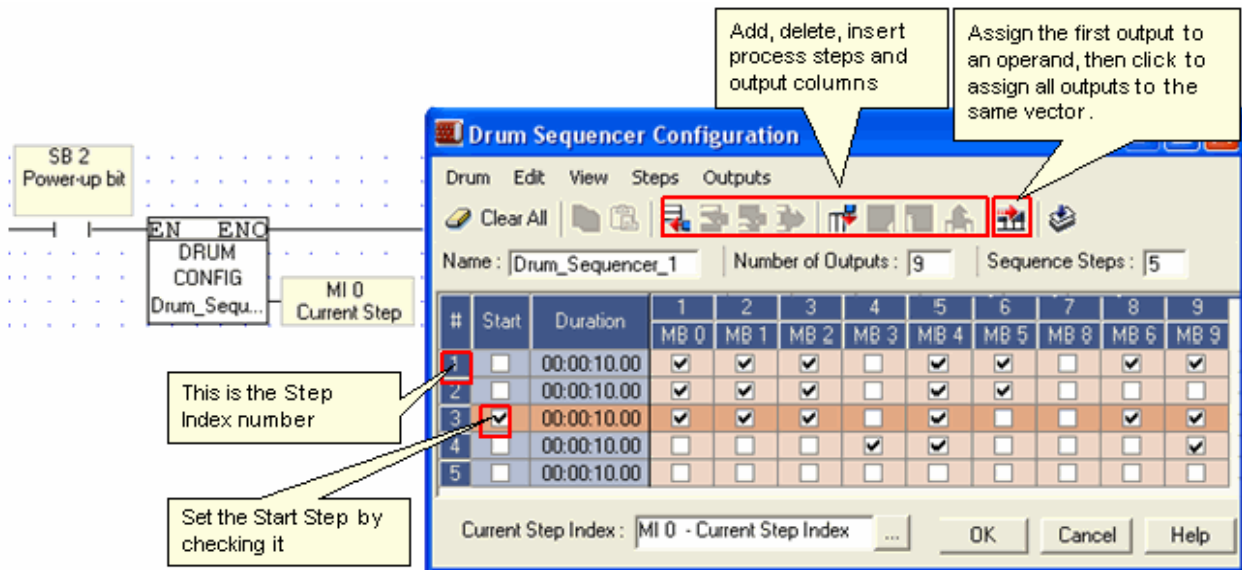 Add, delete, insert
process steps and
output columns
Assign the first output to
an operand, then click to
assign all outputs to the
same vector.
SB 2
Power-up bit
EN ENO
DRUM
CONFIG
Drum_Sequ...
MI 0
Current Step
This is the Step
Index number
Set the Start Step by
checking it
Drum Sequencer Configuration
Drum Edit View Steps Outputs
Clear All
Name : Drum_Sequencer_1 Number of Outputs : 9 Sequence Steps : 5
# Start Duration 1 2 3 4 5 6 7 8 9
MB 0 MB 1 MB 2 MB 3 MB 4 MB 5 MB 8 MB 6 MB 9
1 00:00:10.00
2 00:00:10.00
3 00:00:10.00
4 00:00:10.00
5 00:00:10.00
Current Step Index : MI 0 - Current Step Index ... OK Cancel Help